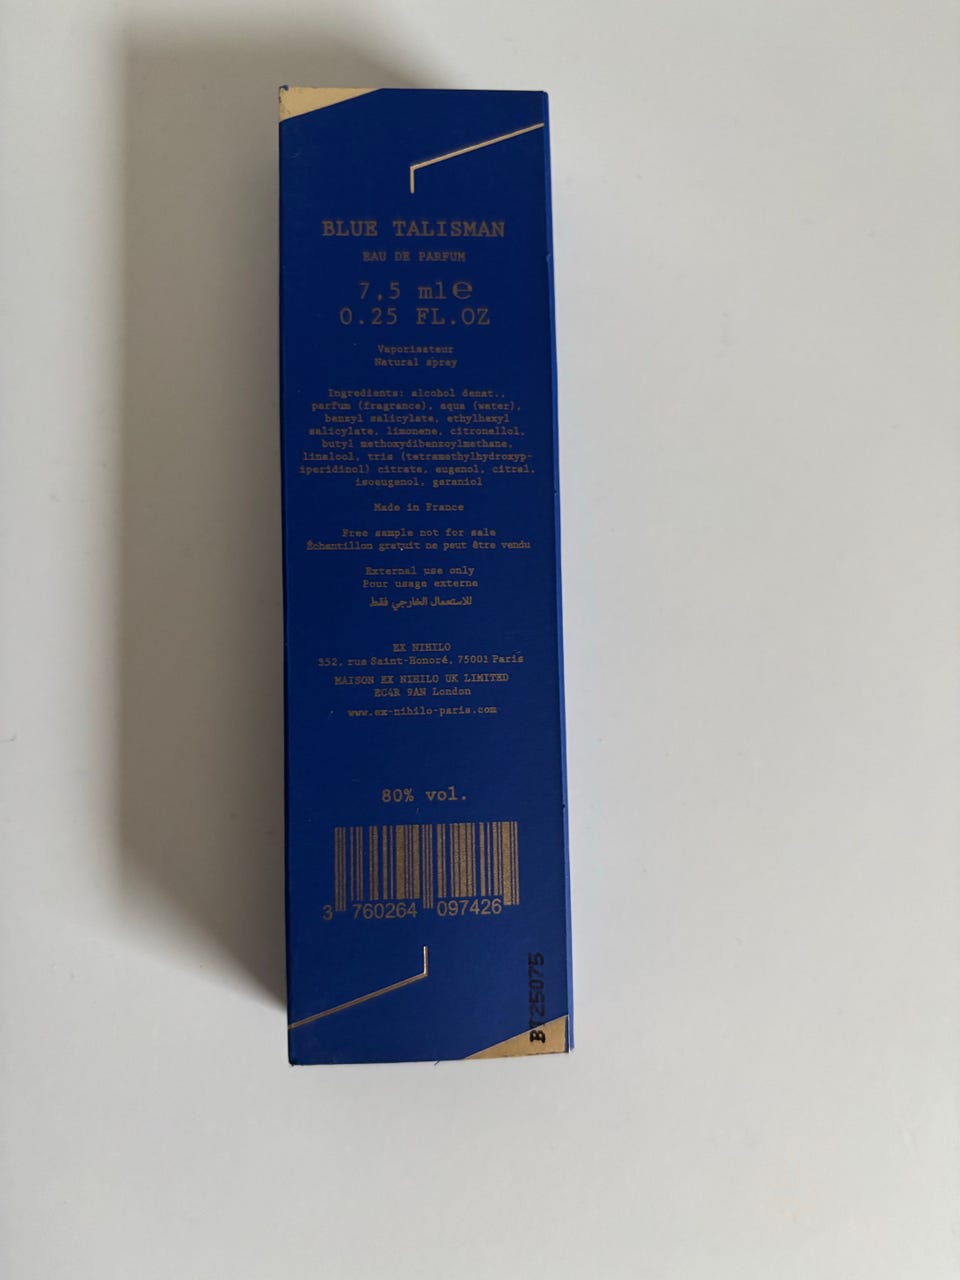 BLUE TALISMAN
EAU DE PARFUM
7,5 ml℮
0.25 FL.OZ
Vaporisateur
Natural spray
Ingredients: alcohol denat.,
parfum (fragrance), aqua (water),
benzyl salicylate, ethylhexyl
salicylate, limonene, citronellol,
butyl methoxydibenzoylmethane,
linalool, tris (tetramethylhydroxyp-
iperidinol) citrate, eugenol, citral,
isoeugenol, geraniol
Made in France
Free sample not for sale
Échantillon gratuit ne peut être vendu
External use only
Pour usage externe
للاستعمال الخارجي فقط
EX NIHILO
352, rue Saint-Honoré, 75001 Paris
MAISON EX NIHILO UK LIMITED
EC4R 9AN London
www.ex-nihilo-paris.com
80% vol.
3 760264 097426
BT25075